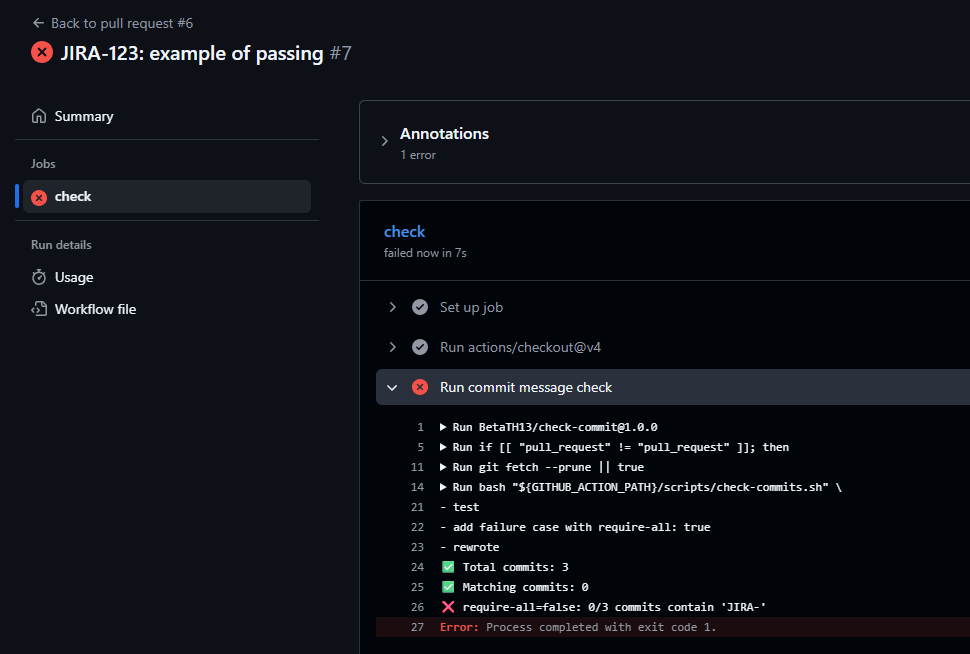 ← Back to pull request #6
JIRA-123: example of passing #7
Summary
Jobs
check
Run details
Usage
Workflow file
Annotations
1 error
check
failed now in 7s
Set up job
Run actions/checkout@v4
Run commit message check
1 ▶ Run BetaTH13/check-commit@1.0.0
5 ▶ Run if [[ "pull_request" != "pull_request" ]]; then
11 ▶ Run git fetch --prune || true
14 ▶ Run bash "${GITHUB_ACTION_PATH}/scripts/check-commits.sh" \
21 - test
22 - add failure case with require-all: true
23 - rewrote
24 ✅ Total commits: 3
25 ✅ Matching commits: 0
26 ❌ require-all=false: 0/3 commits contain 'JIRA-'
27 Error: Process completed with exit code 1.